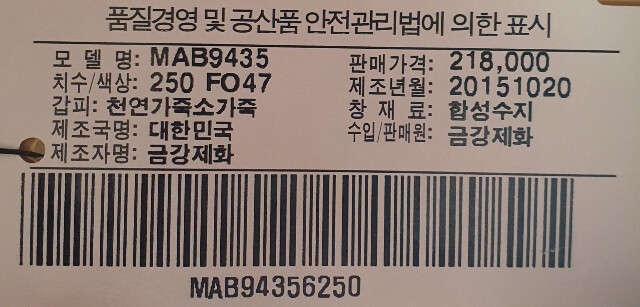 품질경영 및 공산품 안전관리법에 의한 표시
모 델 명: MAB9435 판매가격: 218,000
치수/색상: 250 FO47 제조년월: 20151020
갑피: 천연가죽소가죽 창 재 료: 합성수지
제조국명: 대한민국 수입/판매원: 금강제화
제조자명: 금강제화
MAB94356250